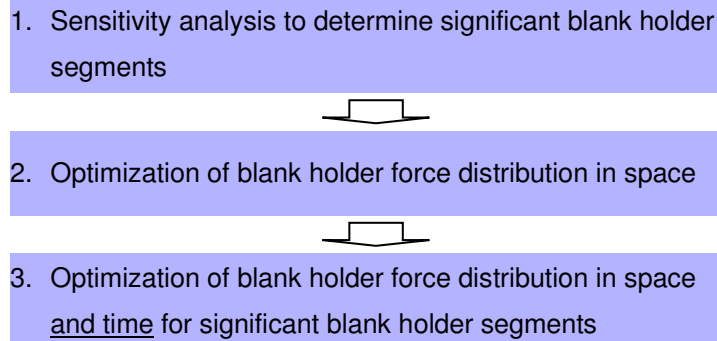 1. Sensitivity analysis to determine significant blank holder
segments
2. Optimization of blank holder force distribution in space
3. Optimization of blank holder force distribution in space
and time for significant blank holder segments